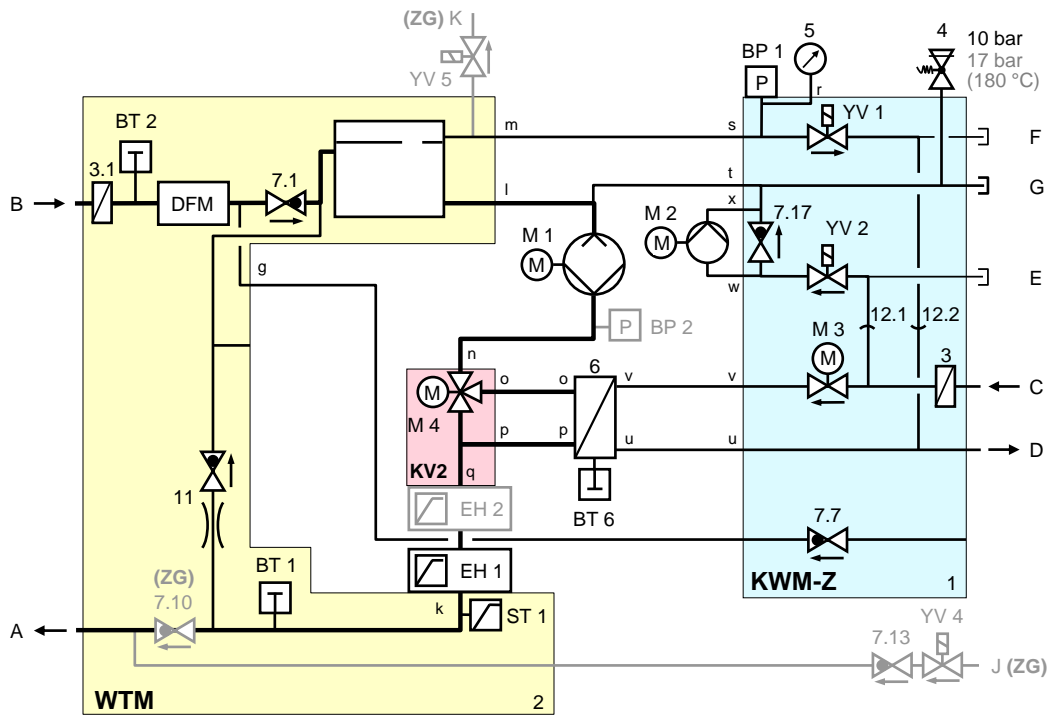 (ZG) K
YV 5
BP 1
5
4
10 bar
17 bar
(180 °C)
P
r
BT 2
m
s
YV 1
F
3.1
7.1
l
t
G
B
DFM
x
M 2
7.17
M 1
M
YV 2
M
g
w
E
P
BP 2
12.1
12.2
M 3
n
6
M
3
M
o
o
v
v
C
M 4
p
p
u
u
D
KV2
q
11
EH 2
BT 6
7.7
EH 1
KWM-Z
1
(ZG)
7.10
BT 1
k
ST 1
YV 4
A
7.13
J (ZG)
WTM
2